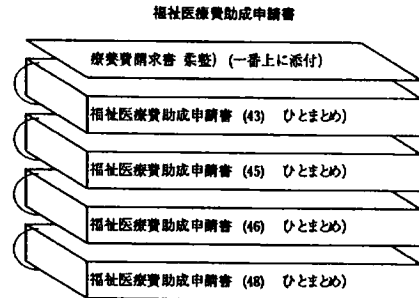 福祉医療費助成申請書
療養費請求書 柔整) (一番上に添付)
福祉医療費助成申請書 (43) ひとまとめ)
福祉医療費助成申請書 (45) ひとまとめ)
福祉医療費助成申請書 (46) ひとまとめ)
福祉医療費助成申請書 (48) ひとまとめ)